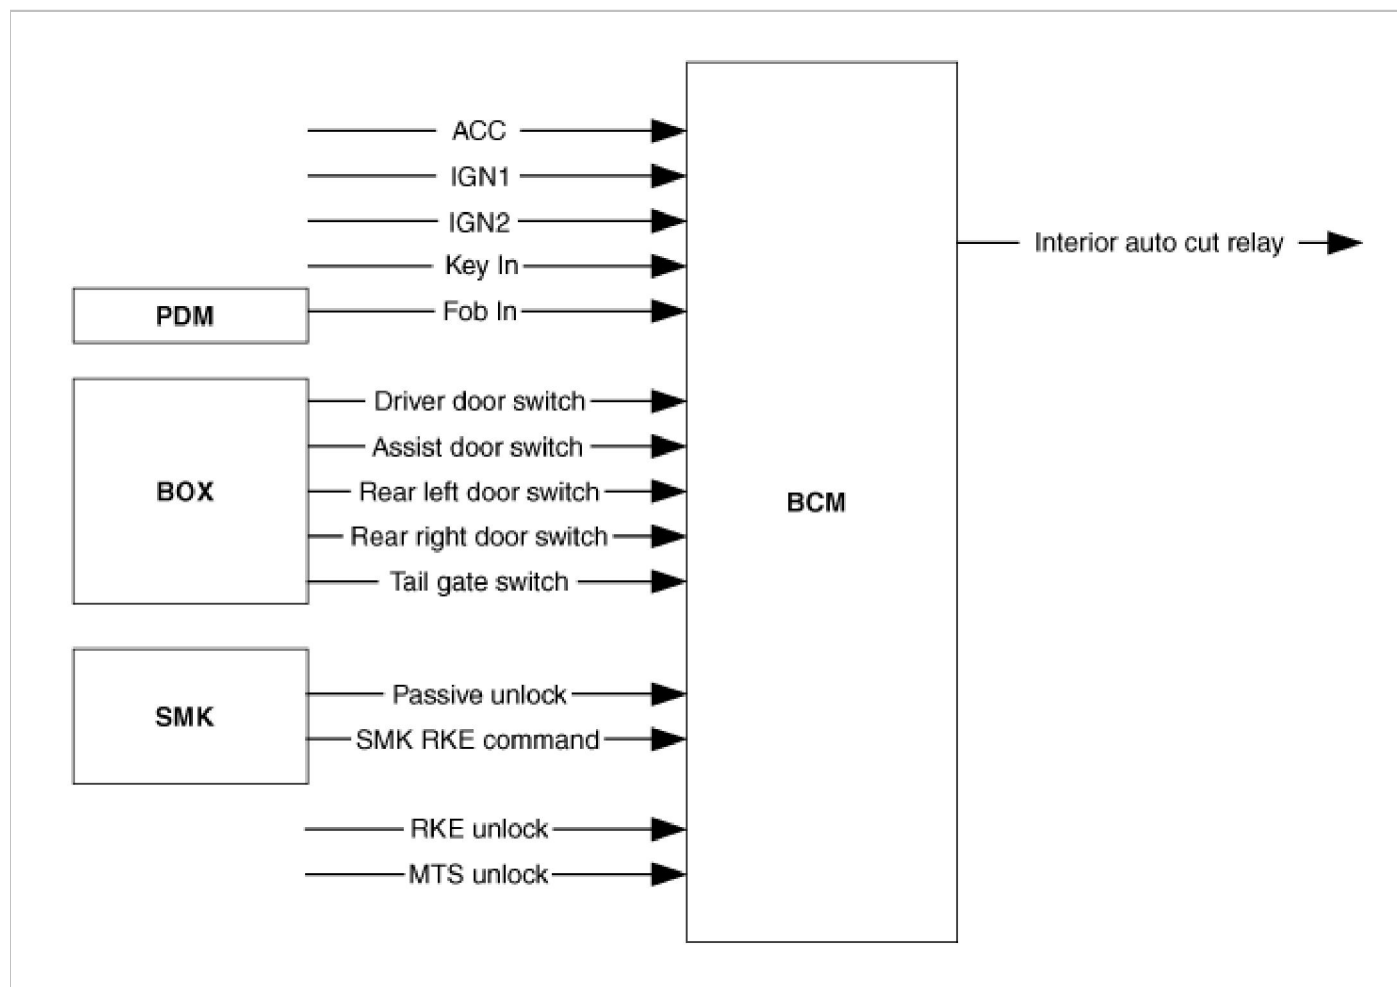 ACC
IGN1
IGN2
Interior auto cut relay
Key In
PDM
Fob In
Driver door switch
Assist door switch
BOX
Rear left door switch
BCM
Rear right door switch
Tail gate switch
Passive unlock
SMK
SMK RKE command
RKE unlock
MTS unlock